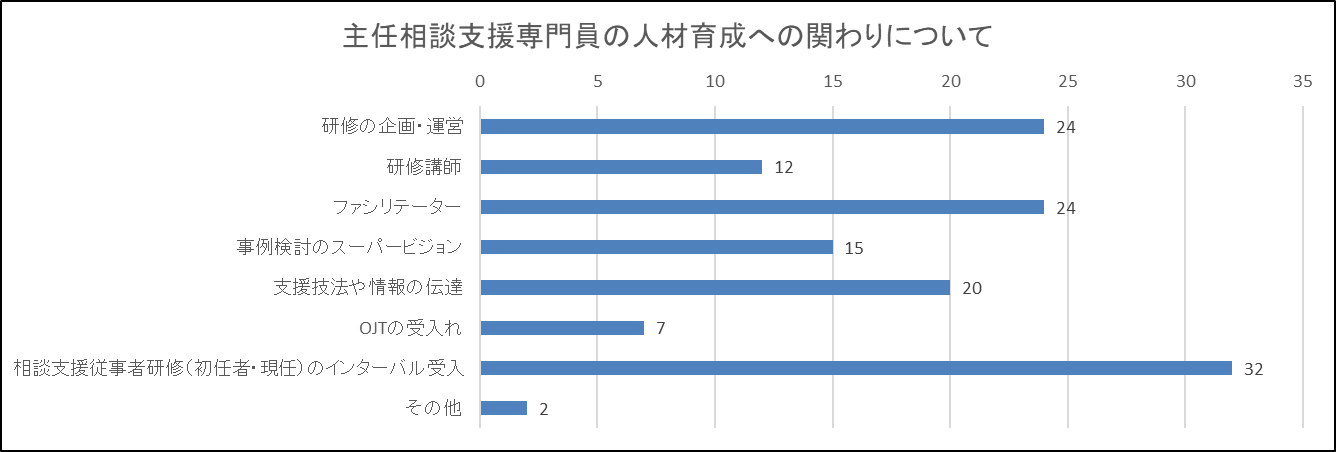 主任相談支援専門員の人材育成への関わりについて
0 5 10 15 20 25 30 35
研修の企画・運営 24
研修講師 12
ファシリテーター 24
事例検討のスーパービジョン 15
支援技法や情報の伝達 20
OJTの受入れ 7
相談支援従事者研修(初任者・現任)のインターバル受入 32
その他 2